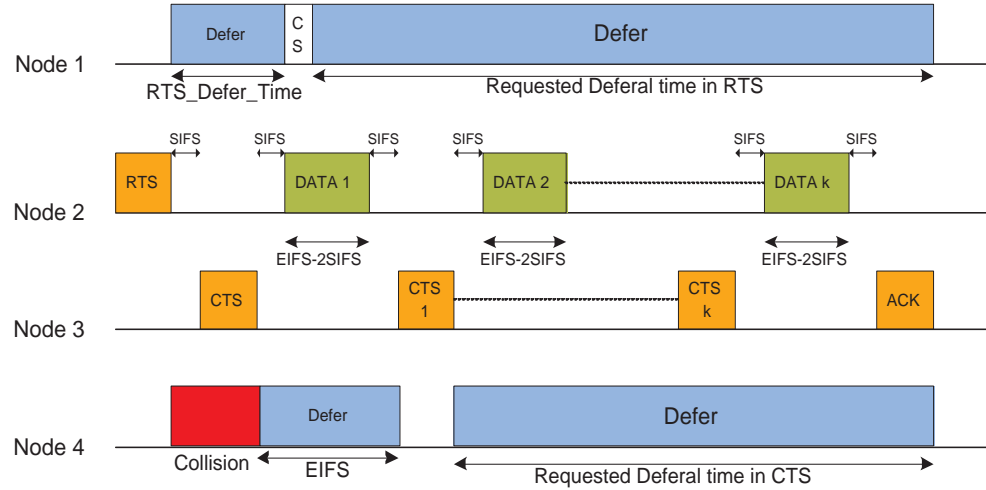 Defer
C
S
Defer
Node 1
RTS_Defer_Time
Requested Deferal time in RTS
SIFS
SIFS
SIFS
SIFS
SIFS
SIFS
RTS
DATA 1
DATA 2
DATA k
Node 2
EIFS-2SIFS
EIFS-2SIFS
EIFS-2SIFS
CTS
CTS
1
CTS
k
ACK
Node 3
Defer
Defer
Node 4
Collision
EIFS
Requested Deferal time in CTS